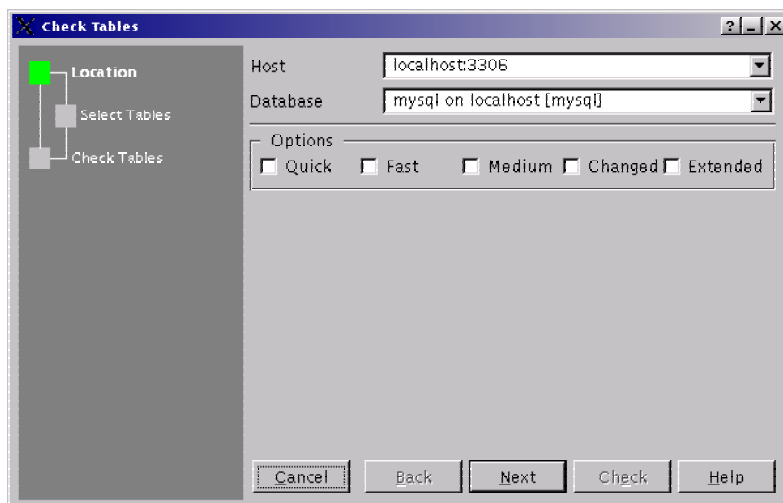 Check Tables
Location
Select Tables
Check Tables
Host
localhost:3306
Database
mysql on localhost [mysql]
Options
Quick
Fast
Medium
Changed
Extended
Cancel
Back
Next
Check
Help